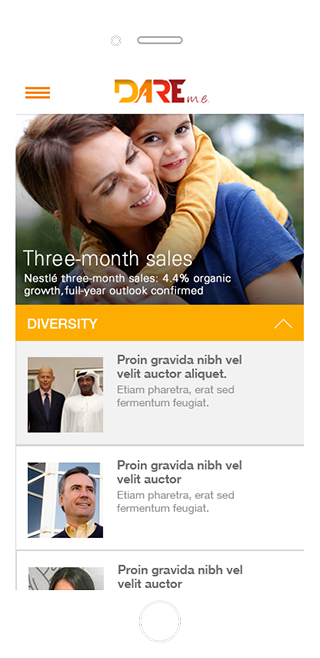 DARE m.e.
Three-month sales
Nestlé three-month sales: 4.4% organic
growth,full-year outlook confirmed
DIVERSITY
Proin gravida nibh vel
velit auctor aliquet.
Etiam pharetra, erat sed
fermentum feugiat.
Proin gravida nibh vel
velit auctor
Etiam pharetra, erat sed
fermentum feugiat.
Proin gravida nibh vel
velit auctor